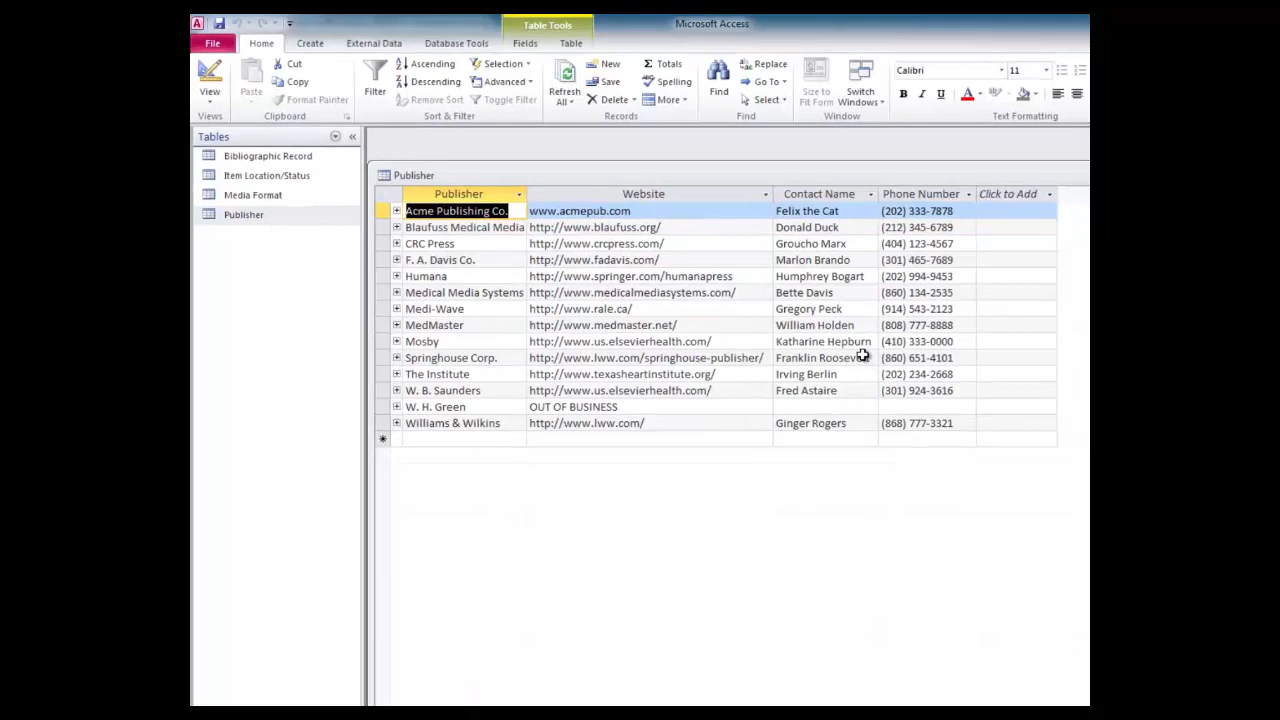 A Microsoft Access
Table Tools
File Home Create External Data Database Tools Fields Table
View
Views
Paste
Cut
Copy
Format Painter
Clipboard
Filter
Ascending
Descending
Remove Sort
Selection
Advanced
Toggle Filter
Sort & Filter
Refresh
All
New
Save
Delete
Totals
Spelling
More
Records
Find
Replace
Go To
Select
Find
Size to
Fit Form
Switch
Windows
Window
Calibri 11
B I U A
Text Formatting
Tables
Bibliographic Record
Item Location/Status
Media Format
Publisher
Publisher
Publisher Website Contact Name Phone Number Click to Add
Acme Publishing Co. www.acmepub.com Felix the Cat (202) 333-7878
Blaufuss Medical Media http://www.blaufuss.org/ Donald Duck (212) 345-6789
CRC Press http://www.crcpress.com/ Groucho Marx (404) 123-4567
F. A. Davis Co. http://www.fadavis.com/ Marlon Brando (301) 465-7689
Humana http://www.springer.com/humanapress Humphrey Bogart (202) 994-9453
Medical Media Systems http://www.medicalmediasystems.com/ Bette Davis (860) 134-2535
Medi-Wave http://www.rale.ca/ Gregory Peck (914) 543-2123
MedMaster http://www.medmaster.net/ William Holden (808) 777-8888
Mosby http://www.us.elsevierhealth.com/ Katharine Hepburn (410) 333-0000
Springhouse Corp. http://www.lww.com/springhouse-publisher/ Franklin (860) 651-4101
The Institute http://www.texasheartinstitute.org/ Irving Berlin (202) 234-2668
W. B. Saunders http://www.us.elsevierhealth.com/ Fred Astaire (301) 924-3616
W. H. Green OUT OF BUSINESS
Williams & Wilkins http://www.lww.com/ Ginger Rogers (868) 777-3321